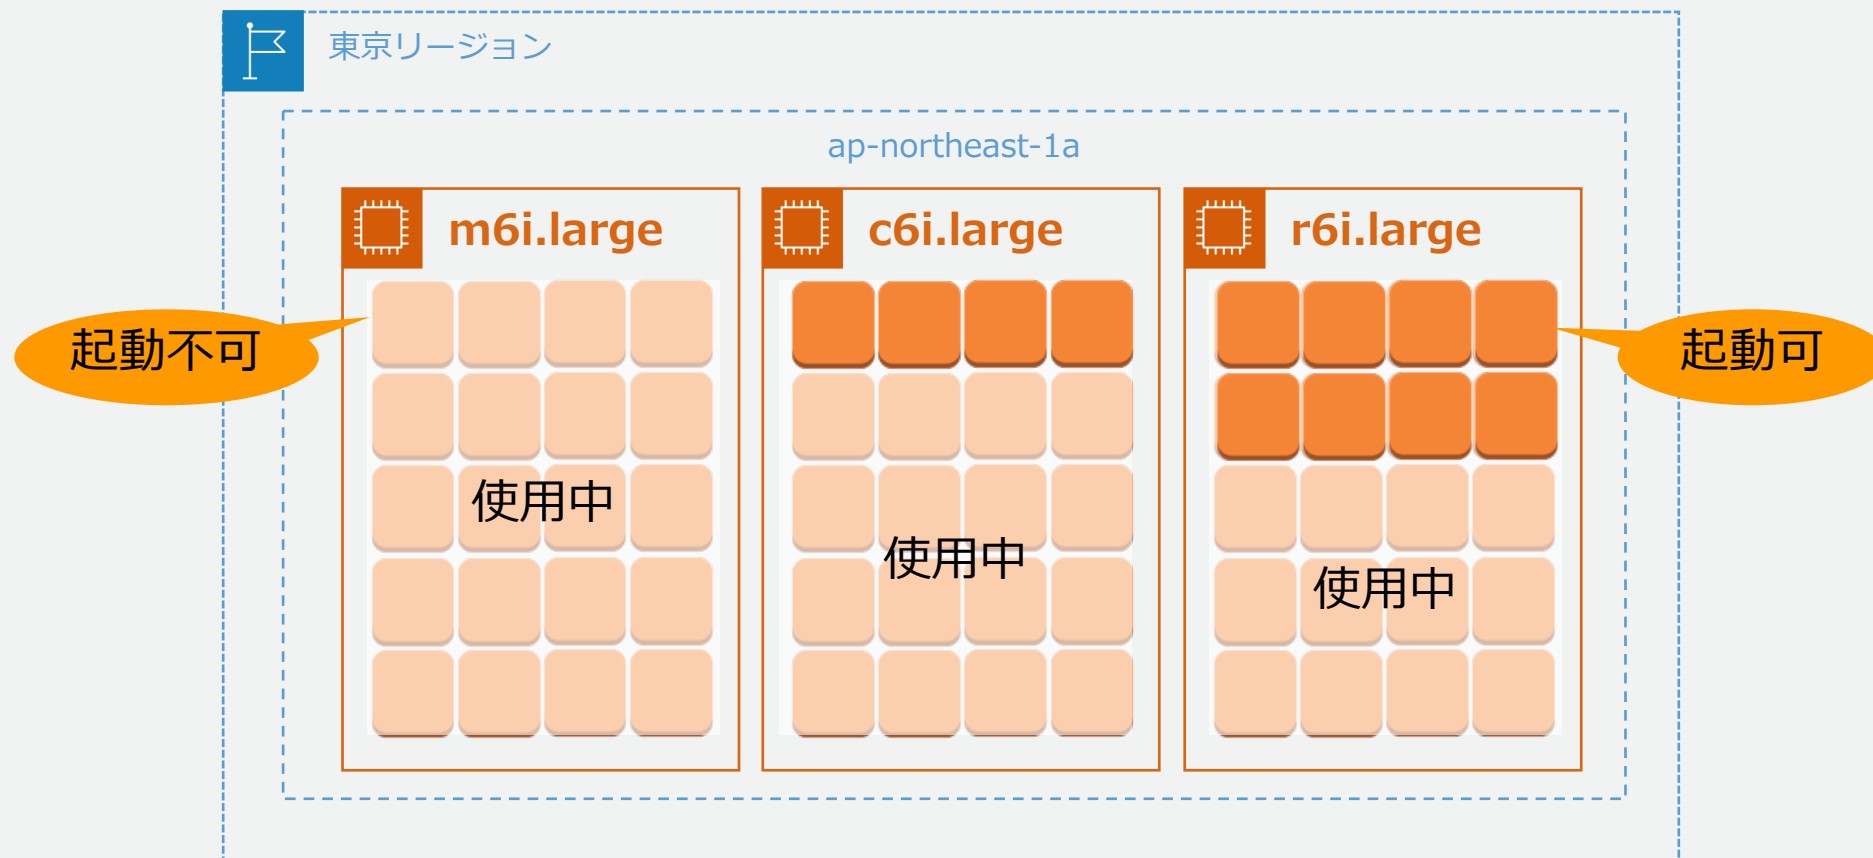 東京リージョン
ap-northeast-1a
m6i.large
c6i.large
r6i.large
起動不可
起動可
使用中
使用中
使用中